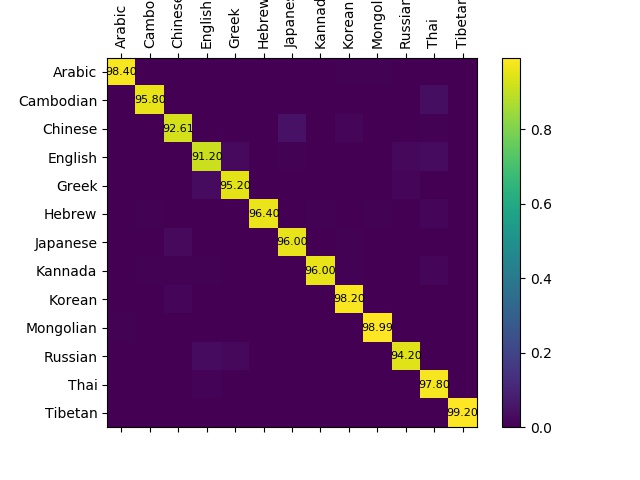 Arabic
Cambo
Chinese
English
Greek
Hebrew
Japanes
Kannad
Korean
Mongol
Russian
Thai
Tibetan
Arabic 98.40
Cambodian 95.80
Chinese 92.61
English 91.20
Greek 95.20
Hebrew 96.40
Japanese 96.00
Kannada 96.00
Korean 98.20
Mongolian 98.99
Russian 94.20
Thai 97.80
Tibetan 99.20
0.8
0.6
0.4
0.2
0.0